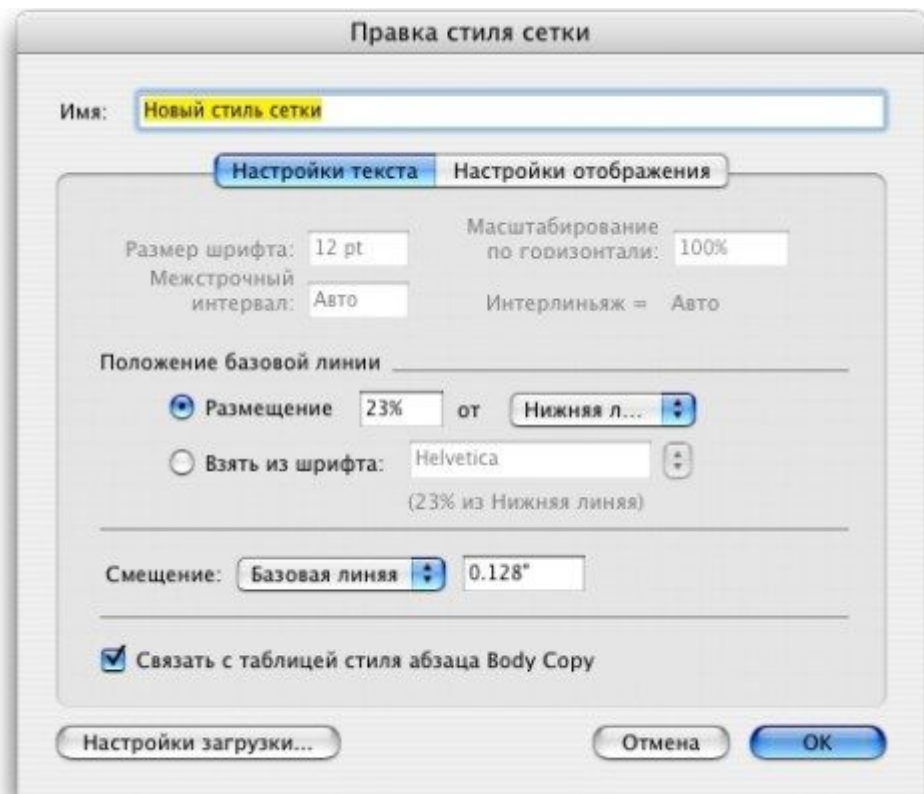 Правка стиля сетки
Имя: Новый стиль сетки
Настройки текста Настройки отображения
Размер шрифта: 12 pt
Масштабирование
по горизонтали: 100%
Межстрочный
интервал: Авто
Интерлиньяж = Авто
Положение базовой линии
Размещение 23% от Нижняя л...
Взять из шрифта: Helvetica
(23% из Нижняя линяя)
Смещение: Базовая линяя 0.128"
Связать с таблицей стиля абзаца Body Copy
Настройки загрузки... Отмена OK